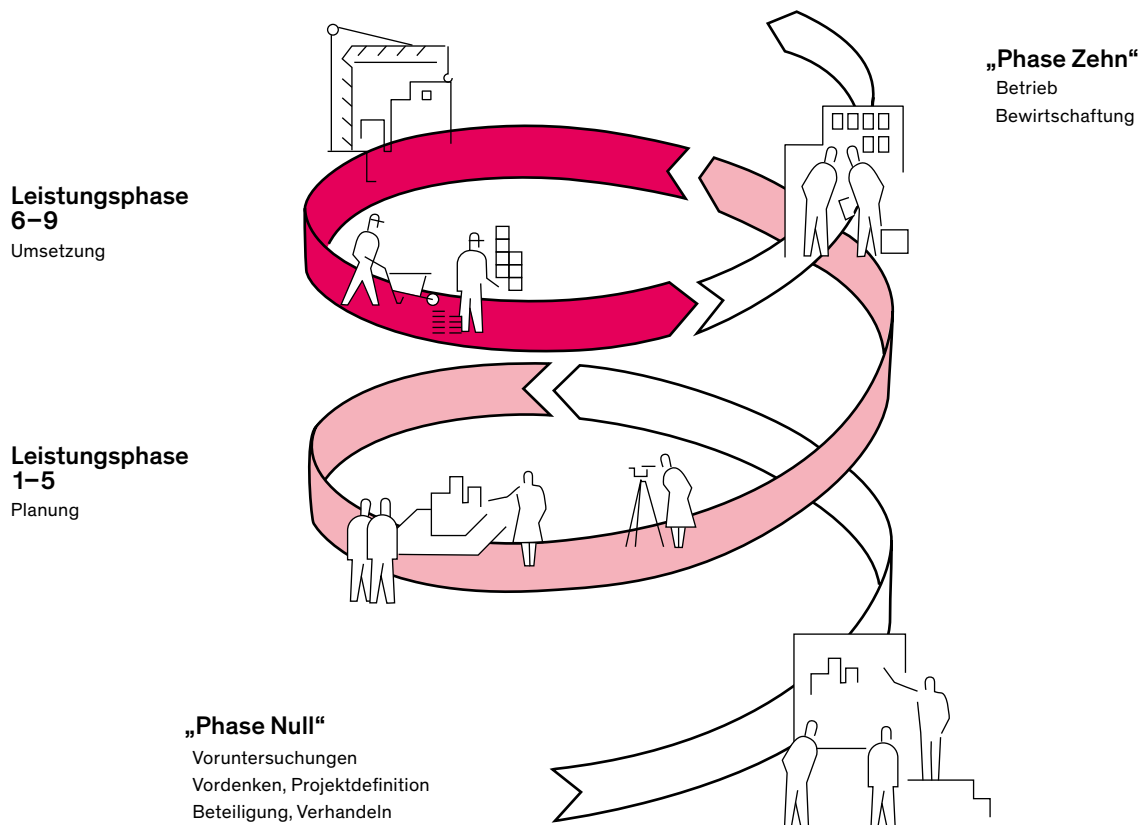 „Phase Zehn“
Betrieb
Bewirtschaftung
Leistungsphase
6–9
Umsetzung
Leistungsphase
1–5
Planung
„Phase Null“
Voruntersuchungen
Vordenken, Projektdefinition
Beteiligung, Verhandeln